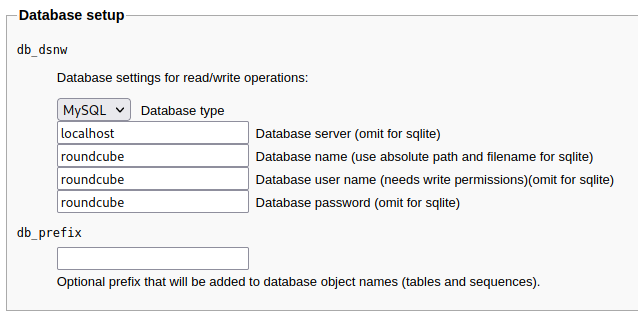 Database setup
db_dsnw
Database settings for read/write operations:
MySQL Database type
localhost Database server (omit for sqlite)
roundcube Database name (use absolute path and filename for sqlite)
roundcube Database user name (needs write permissions)(omit for sqlite)
roundcube Database password (omit for sqlite)
db_prefix
Optional prefix that will be added to database object names (tables and sequences).